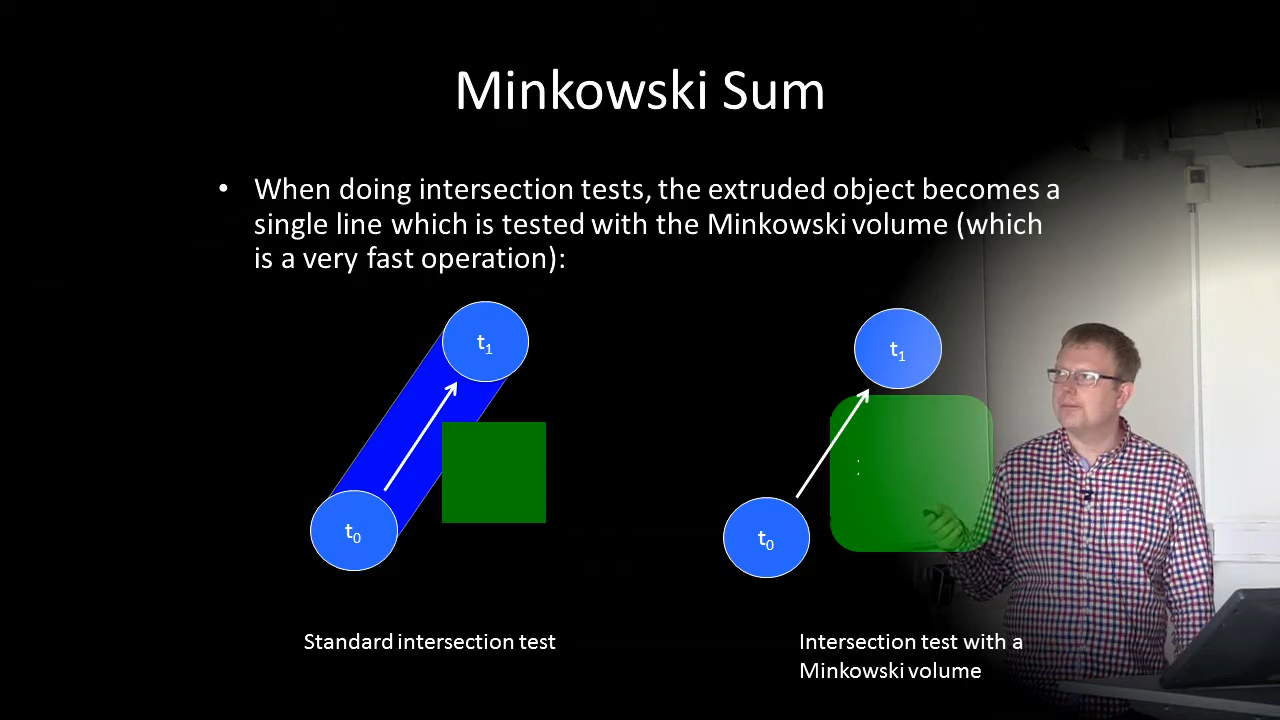 Minkowski Sum
• When doing intersection tests, the extruded object becomes a
single line which is tested with the Minkowski volume (which
is a very fast operation):
t1
t1
t0
t0
Standard intersection test
Intersection test with a
Minkowski volume